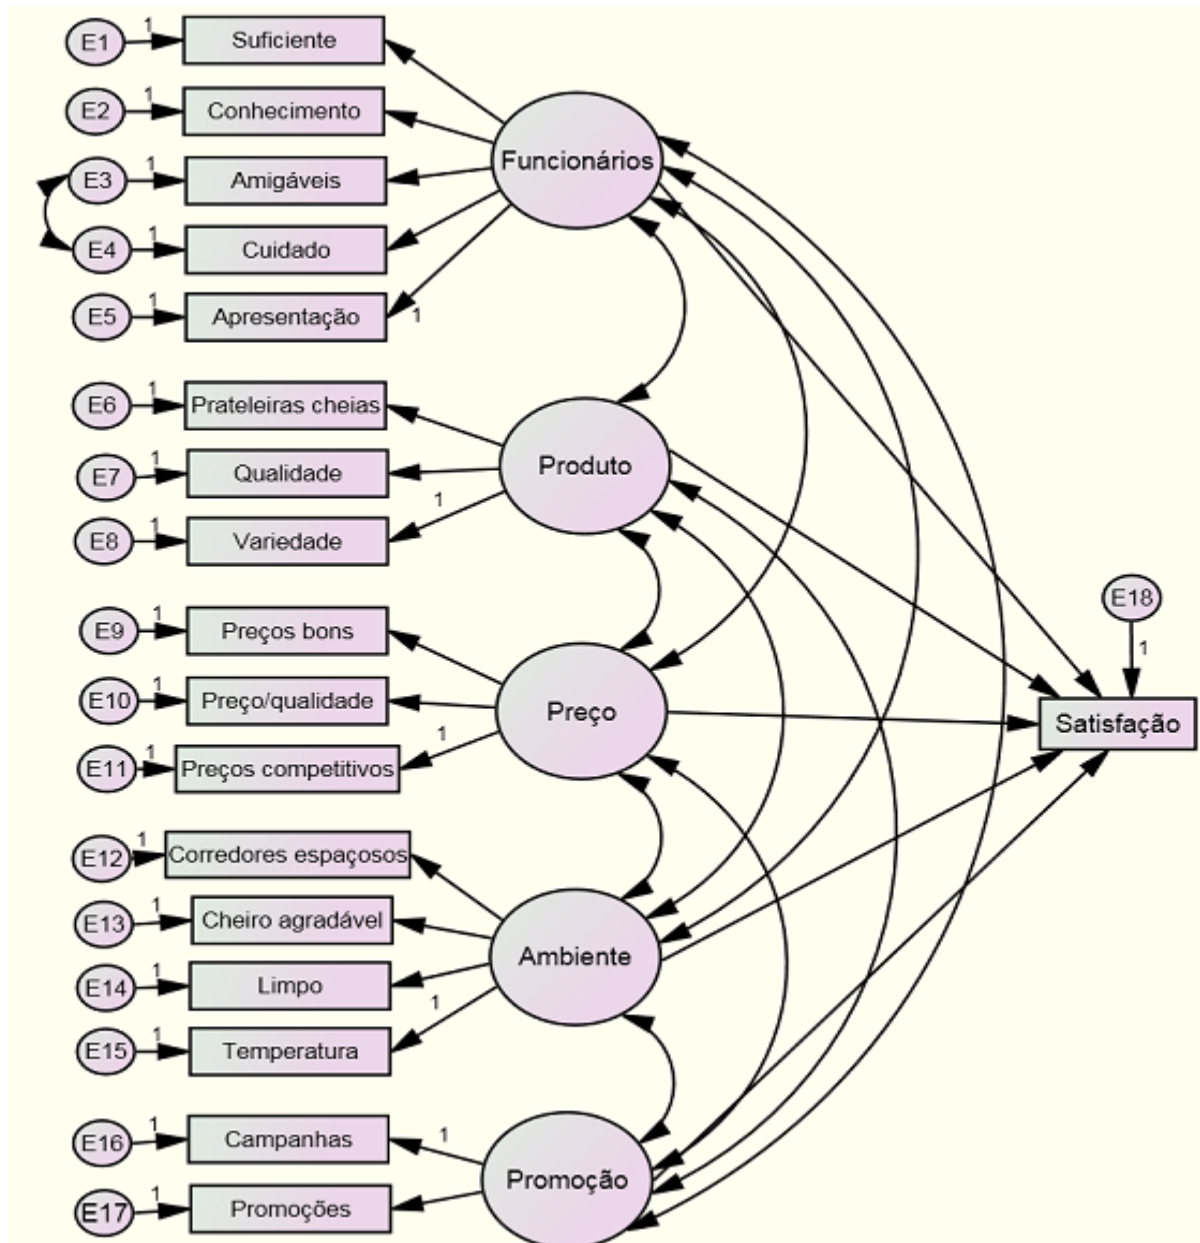 E1
1
Suficiente
E2
1
Conhecimento
E3
1
Amigáveis
E4
1
Cuidado
E5
1
Apresentação
1
Funcionários
E6
1
Prateleiras cheias
E7
1
Qualidade
E8
1
Variedade
1
Produto
E9
1
Preços bons
E10
1
Preço/qualidade
E11
1
Preços competitivos
1
Preço
E12
1
Corredores espaçosos
E13
1
Cheiro agradável
E14
1
Limpo
E15
1
Temperatura
1
Ambiente
E16
1
Campanhas
1
E17
1
Promoções
Promoção
E18
1
Satisfação